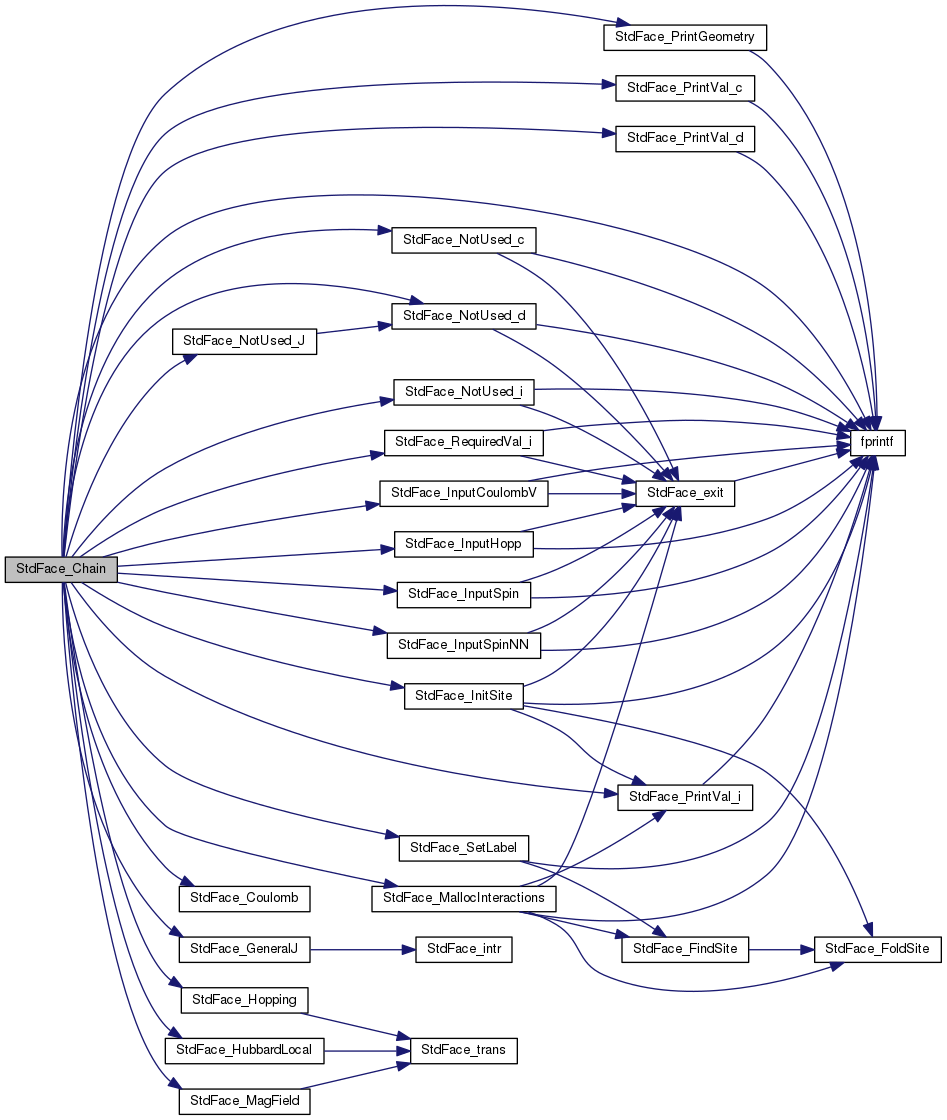 StdFace_PrintGeometry
StdFace_PrintVal_c
StdFace_PrintVal_d
StdFace_NotUsed_c
StdFace_NotUsed_d
StdFace_NotUsed_J
StdFace_NotUsed_i
StdFace_RequiredVal_i
fprintf
StdFace_InputCoulombV
StdFace_exit
StdFace_InputHopp
StdFace_Chain
StdFace_InputSpin
StdFace_InputSpinNN
StdFace_InitSite
StdFace_PrintVal_i
StdFace_SetLabel
StdFace_Coulomb
StdFace_MallocInteractions
StdFace_GeneralJ
StdFace_intr
StdFace_FindSite
StdFace_FoldSite
StdFace_Hopping
StdFace_HubbardLocal
StdFace_trans
StdFace_MagField